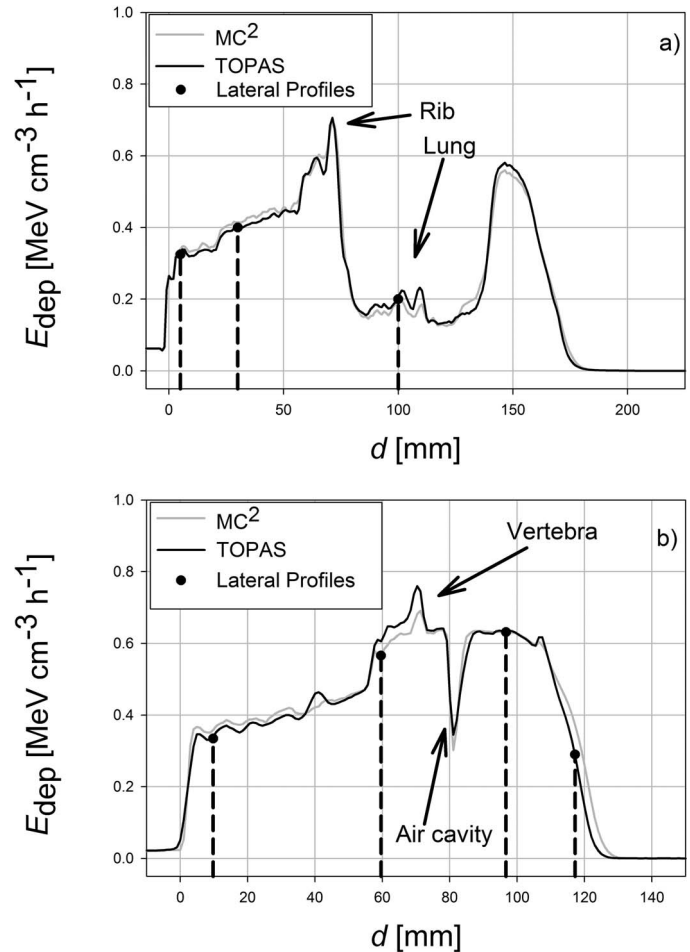 MC²
TOPAS
Lateral Profiles
a)
Rib
Lung
1.0
0.8
0.6
0.4
0.2
0.0
E_dep [MeV cm⁻³ h⁻¹]
0 50 100 150 200
d [mm]
MC²
TOPAS
Lateral Profiles
b)
Vertebra
Air cavity
1.0
0.8
0.6
0.4
0.2
0.0
E_dep [MeV cm⁻³ h⁻¹]
0 20 40 60 80 100 120 140
d [mm]